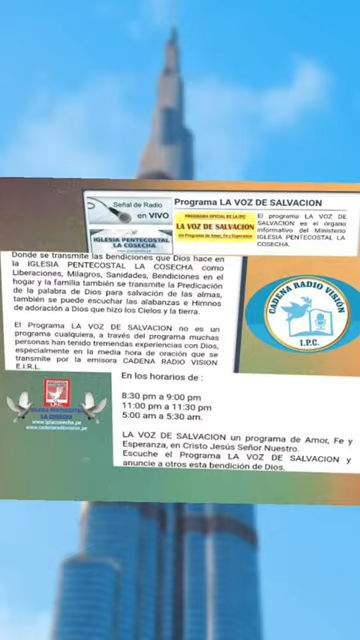 Señal de Radio
en VIVO
IGLESIA PENTECOSTAL
LA COSECHA
Programa LA VOZ DE SALVACION
PROGRAMA OFICIAL DE LA IPC
LA VOZ DE SALVACION
Un Programa de Amor, Fe y Esperanza
El programa LA VOZ DE
SALVACION es el órgano
informativo del Ministerio
IGLESIA PENTECOSTAL LA
COSECHA.
Donde se transmite las bendiciones que Dios hace en
la IGLESIA PENTECOSTAL LA COSECHA como
Liberaciones, Milagros, Sanidades, Bendiciones en el
hogar y la familia también se transmite la Predicación
de la palabra de Dios para salvación de las almas,
también se puede escuchar las alabanzas e Himnos
de adoración a Dios que hizo los Cielos y la tierra.
El Programa LA VOZ DE SALVACION no es un
programa cualquiera, a través del programa muchas
personas han tenido tremendas experiencias con Dios,
especialmente en la media hora de oración que se
transmite por la emisora CADENA RADIO VISION
E.I.R.L.
CADENA RADIO VISION
I.P.C.
I.P.C.
IGLESIA PENTECOSTAL
LA COSECHA
www.iplacosecha.pe
www.cadenaradiovision.pe
En los horarios de :
8:30 pm a 9:00 pm
11:00 pm a 11:30 pm
5:00 am a 5:30 am.
LA VOZ DE SALVACION un programa de Amor, Fe y
Esperanza, en Cristo Jesús Señor Nuestro.
Escuche el Programa LA VOZ DE SALVACION y
anuncie a otros esta bendición de Dios.